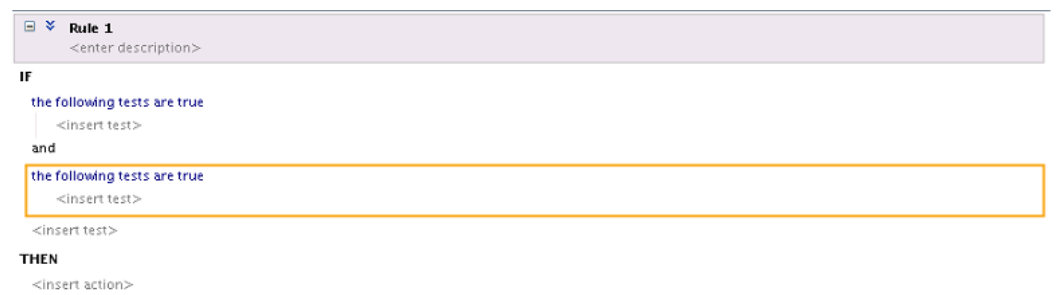 Rule 1
<enter description>
IF
the following tests are true
<insert test>
and
the following tests are true
<insert test>
<insert test>
THEN
<insert action>